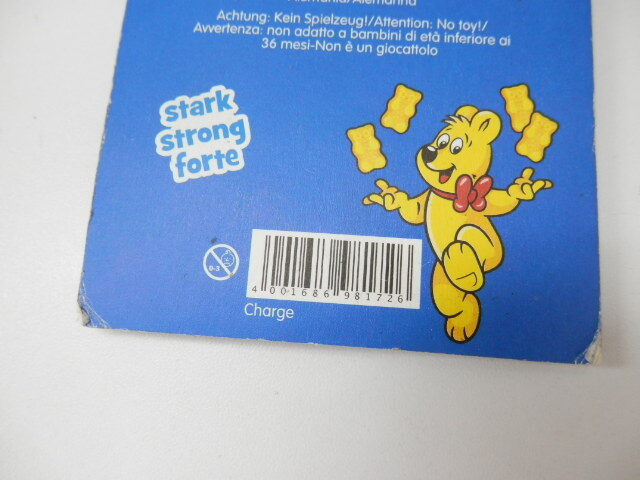 Achtung: Kein Spielzeug!/Attention: No toy!/
Avvertenza: non adatto a bambini di età inferiore ai
36 mesi-Non è un giocattolo
stark
strong
forte
0-3
4 001686 981726
Charge